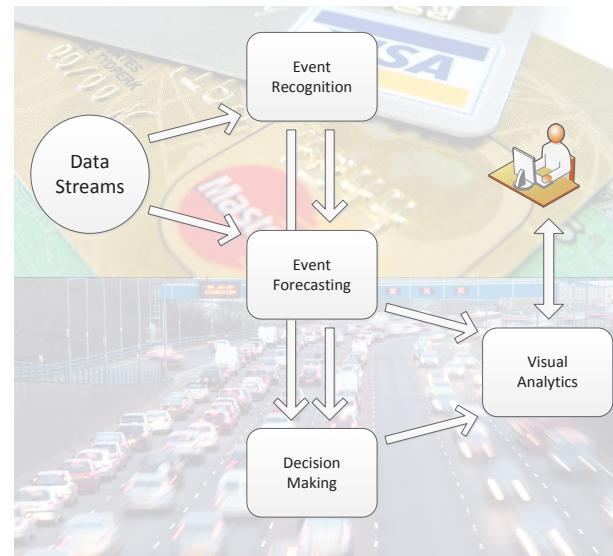 Event
Recognition
VISA
Data
Streams
Event
Forecasting
Visual
Analytics
Decision
Making